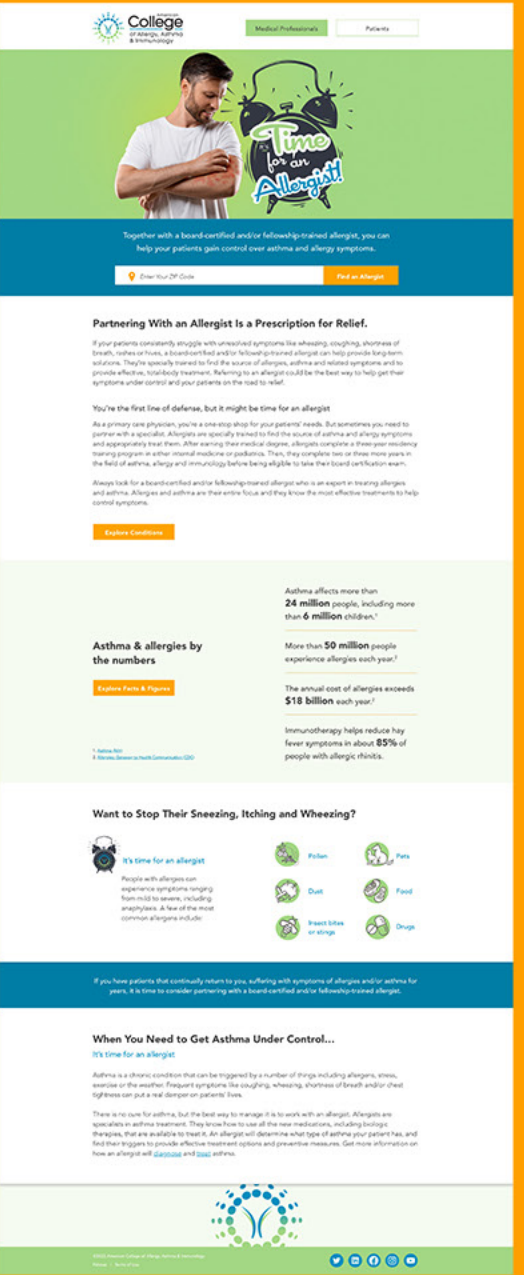 American
College
of Allergy, Asthma
& Immunology
Medical Professionals
Patients
It's
Time
for an
Allergist!
Together with a board-certified and/or fellowship-trained allergist, you can
help your patients gain control over asthma and allergy symptoms.
Enter Your ZIP Code
Find an Allergist
Partnering With an Allergist Is a Prescription for Relief.
If your patients consistently struggle with unresolved symptoms like wheezing, coughing, shortness of
breath, rashes or hives, a board-certified and/or fellowship-trained allergist can help provide long-term
solutions. They're specially trained to find the source of allergies, asthma and related symptoms and to
provide effective, total-body treatment. Referring to an allergist could be the best way to help get their
symptoms under control and your patients on the road to relief.
You're the first line of defense, but it might be time for an allergist
As a primary care physician, you're a one-stop shop for your patients' needs. But sometimes you need to
partner with a specialist. Allergists are specially trained to find the source of asthma and allergy symptoms
and appropriately treat them. After earning their medical degree, allergists complete a three-year residency
training program in either internal medicine or pediatrics. Then, they complete two or three more years in
the field of asthma, allergy and immunology before being eligible to take their board certification exam.
Always look for a board-certified and/or fellowship-trained allergist who is an expert in treating allergies
and asthma. Allergies and asthma are their entire focus and they know the most effective treatments to help
control symptoms.
Explore Conditions
Asthma affects more than
24 million people, including more
than 6 million children.1
Asthma & allergies by
the numbers
More than 50 million people
experience allergies each year.2
Explore Facts & Figures
The annual cost of allergies exceeds
$18 billion each year.2
Immunotherapy helps reduce hay
fever symptoms in about 85% of
people with allergic rhinitis.
Want to Stop Their Sneezing, Itching and Wheezing?
It's time for an allergist
People with allergies can
experience symptoms ranging
from mild to severe, including
anaphylaxis. A few of the most
common allergens include:
Pollen
Pets
Dust
Food
Insect bites
or stings
Drugs
If you have patients that continually return to you, suffering with symptoms of allergies and/or asthma for
years, it is time to consider partnering with a board-certified and/or fellowship-trained allergist.
When You Need to Get Asthma Under Control...
It's time for an allergist
Asthma is a chronic condition that can be triggered by a number of things including allergens, stress,
exercise or the weather. Frequent symptoms like coughing, wheezing, shortness of breath and/or chest
tightness can put a real damper on patients' lives.
There is no cure for asthma, but the best way to manage it is to work with an allergist. Allergists are
specialists in asthma treatment. They know how to use all the new medications, including biologic
therapies, that are available to treat it. An allergist will determine what type of asthma your patient has, and
find their triggers to provide effective treatment options and preventive measures. Get more information on
how an allergist will diagnose and treat asthma.